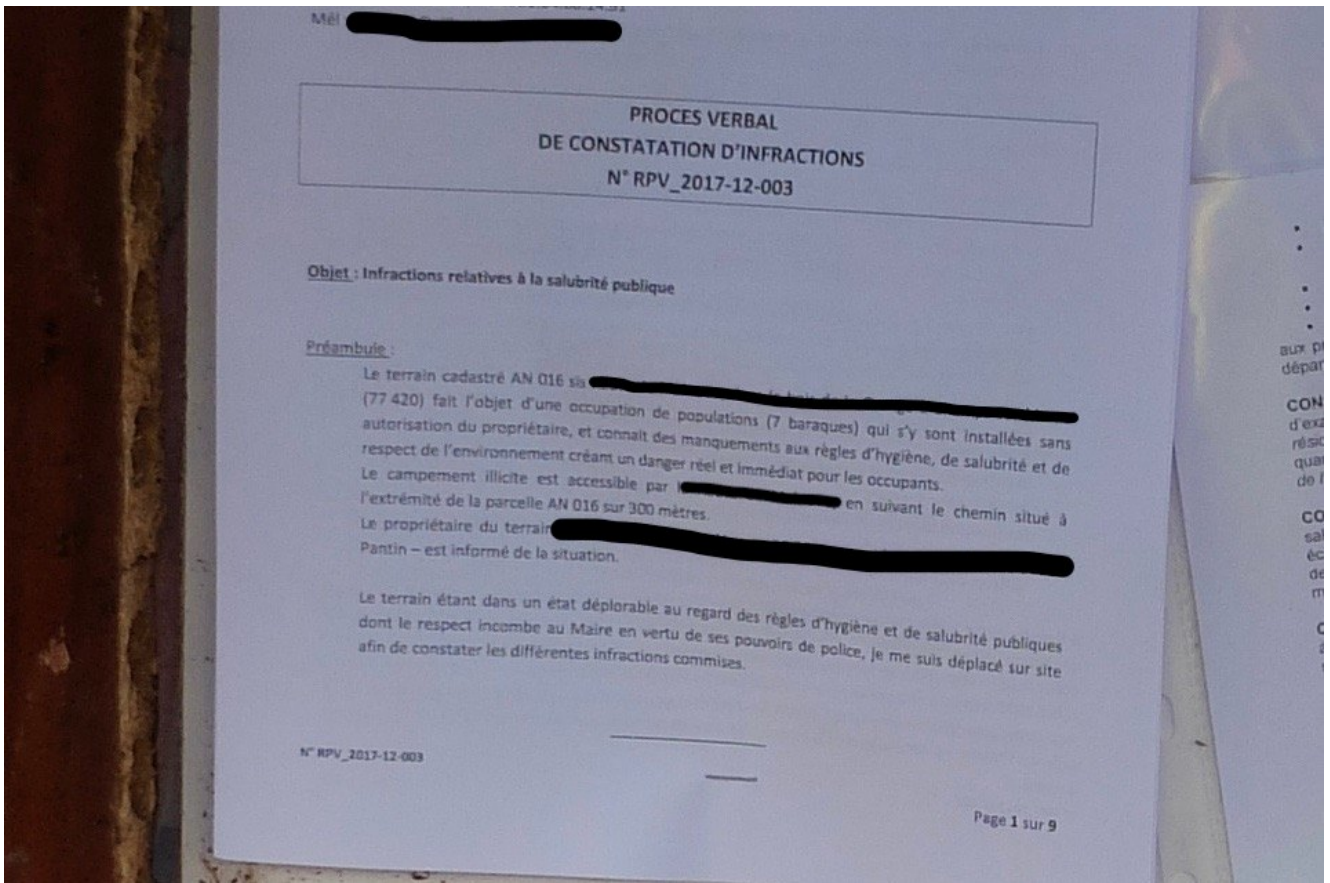 Mél
PROCES VERBAL
DE CONSTATATION D'INFRACTIONS
N° RPV_2017-12-003
Objet : Infractions relatives à la salubrité publique
Préambule :
Le terrain cadastré AN 016 sis
(77 420) fait l'objet d'une occupation de populations (7 baraques) qui s'y sont installées sans
autorisation du propriétaire, et connait des manquements aux règles d'hygiène, de salubrité et de
respect de l'environnement créant un danger réel et immédiat pour les occupants.
Le campement illicite est accessible par en suivant le chemin situé à
l'extrémité de la parcelle AN 016 sur 300 mètres.
Le propriétaire du terrain
Pantin – est informé de la situation.
Le terrain étant dans un état déplorable au regard des règles d'hygiène et de salubrité publiques
dont le respect incombe au Maire en vertu de ses pouvoirs de police, je me suis déplacé sur site
afin de constater les différentes infractions commises.
N° RPV_2017-12-003
Page 1 sur 9
aux
CON